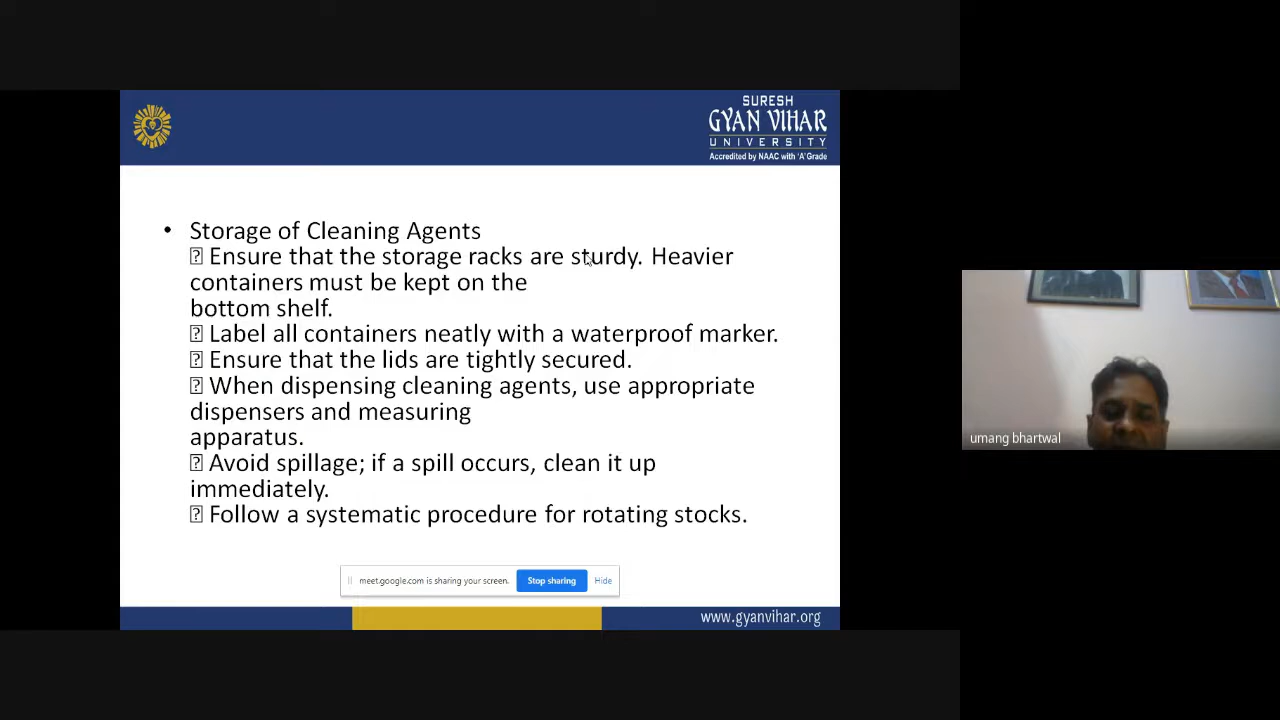 SURESH
GYAN VIHAR
UNIVERSITY
Accredited by NAAC with 'A' Grade
• Storage of Cleaning Agents
⍰ Ensure that the storage racks are sturdy. Heavier
containers must be kept on the
bottom shelf.
⍰ Label all containers neatly with a waterproof marker.
⍰ Ensure that the lids are tightly secured.
⍰ When dispensing cleaning agents, use appropriate
dispensers and measuring
apparatus.
⍰ Avoid spillage; if a spill occurs, clean it up
immediately.
⍰ Follow a systematic procedure for rotating stocks.
meet.google.com is sharing your screen. Stop sharing Hide
www.gyanvihar.org
umang bhartwal